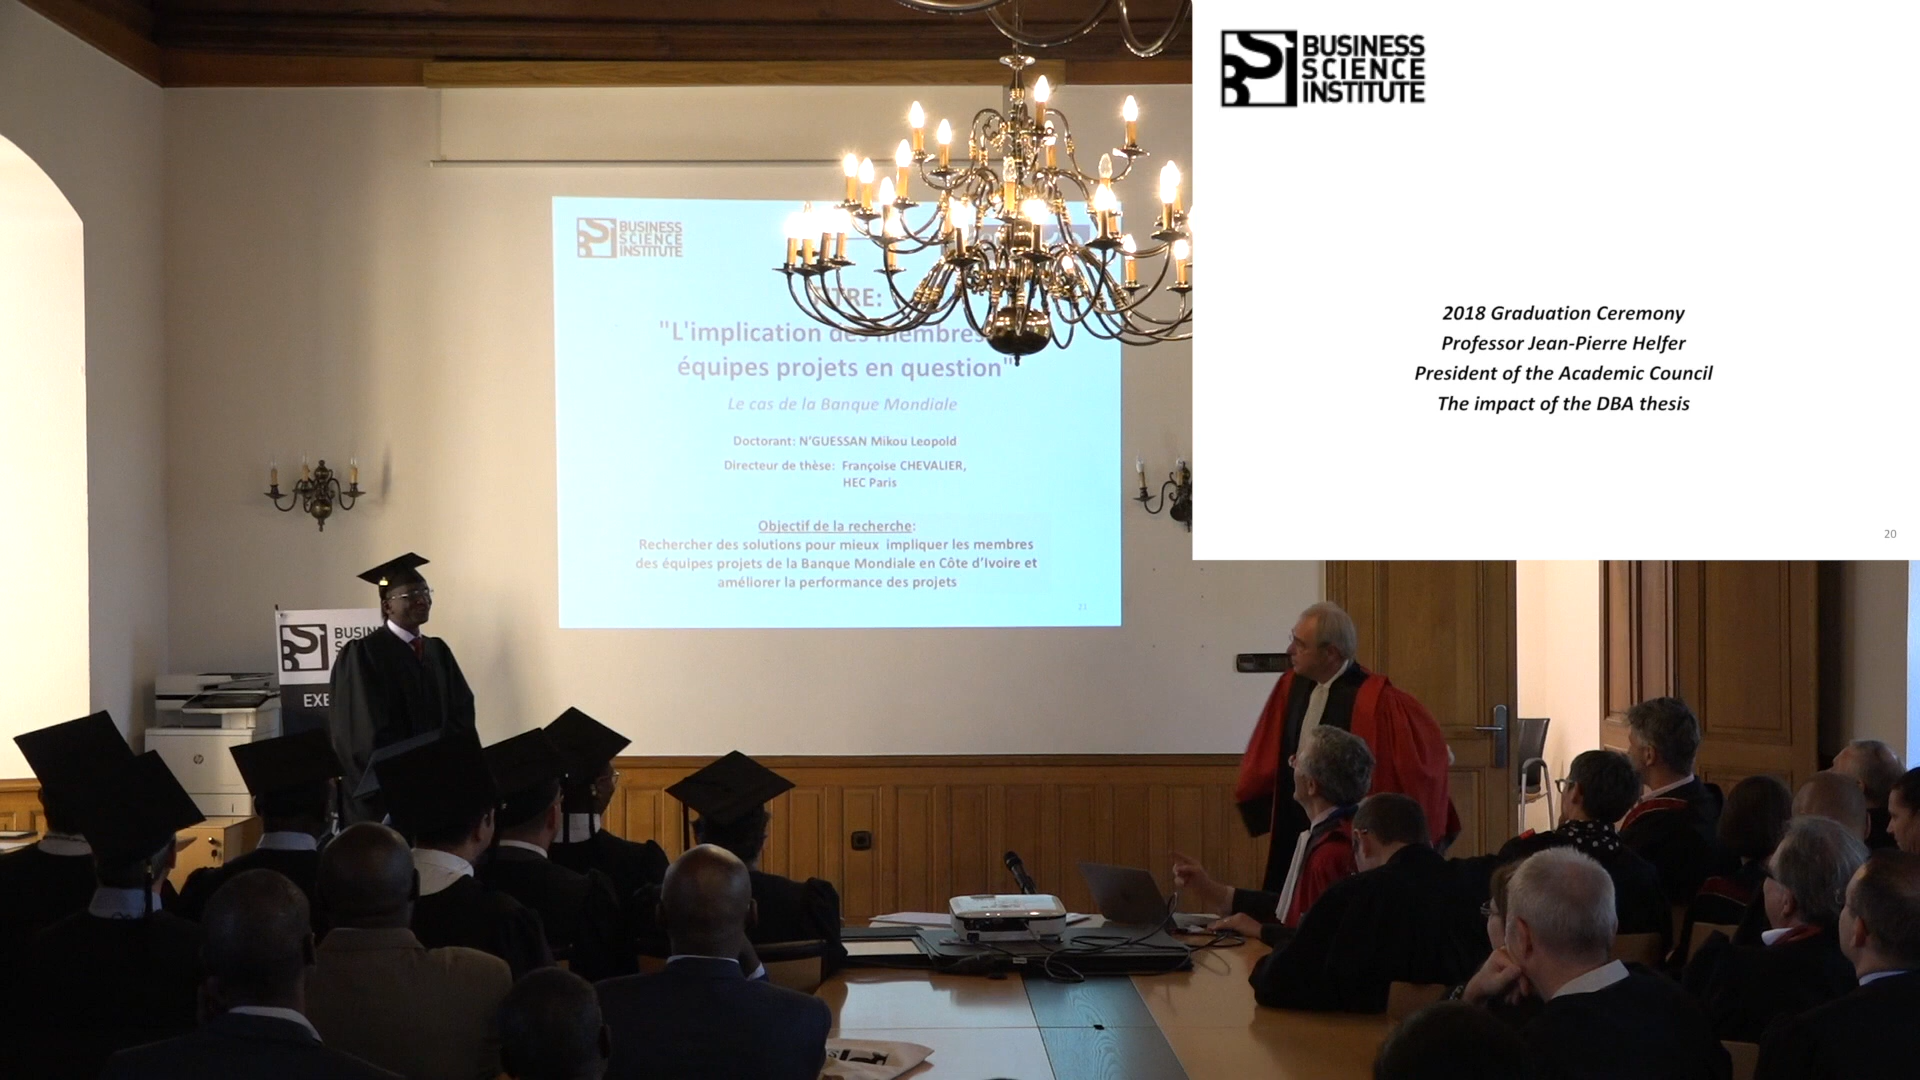 BUSINESS
SCIENCE
INSTITUTE
2018 Graduation Ceremony
Professor Jean-Pierre Helfer
President of the Academic Council
The impact of the DBA thesis
20
BUSINESS
SCIENCE
INSTITUTE
TITRE:
"L'implication des membres
équipes projets en question"
Le cas de la Banque Mondiale
Doctorant: N'GUESSAN Mikou Leopold
Directeur de thèse: Françoise CHEVALIER,
HEC Paris
Objectif de la recherche:
Rechercher des solutions pour mieux impliquer les membres
des équipes projets de la Banque Mondiale en Côte d'Ivoire et
améliorer la performance des projets
21
BUSIN
EXE